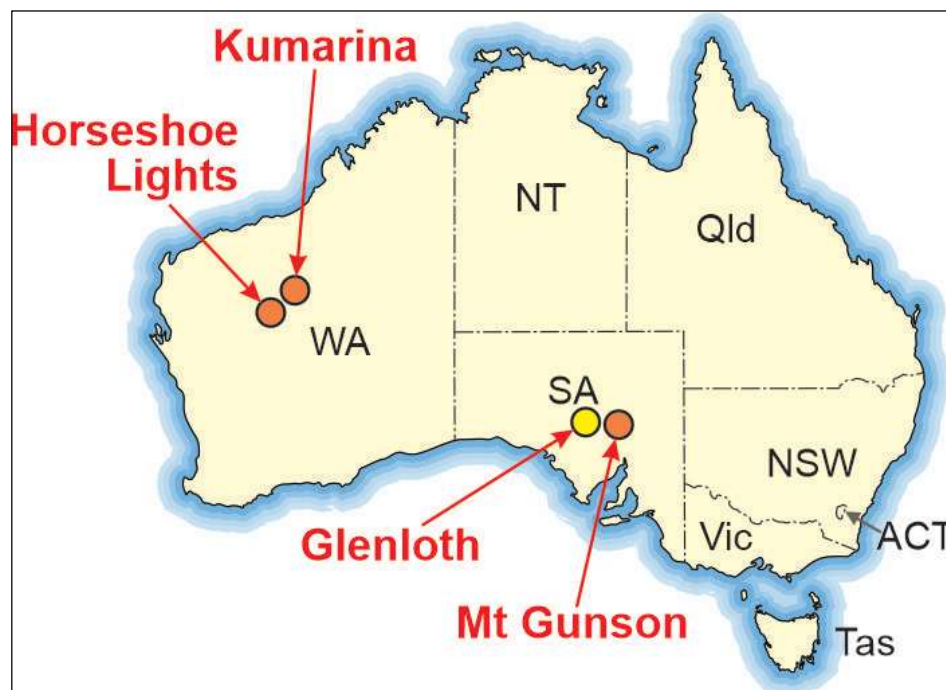 Kumarina
Horseshoe
Lights
NT
Qld
WA
SA
NSW
Glenloth
Vic
ACT
Mt Gunson
Tas